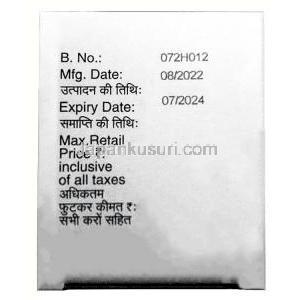 B. No.: 072H012
Mfg. Date: 08/2022
उत्पादन की तिथि:
Expiry Date: 07/2024
समाप्ति की तिथि:
Max. Retail
Price ₹:
inclusive
of all taxes
अधिकतम
फुटकर कीमत ₹:
सभी करों सहित